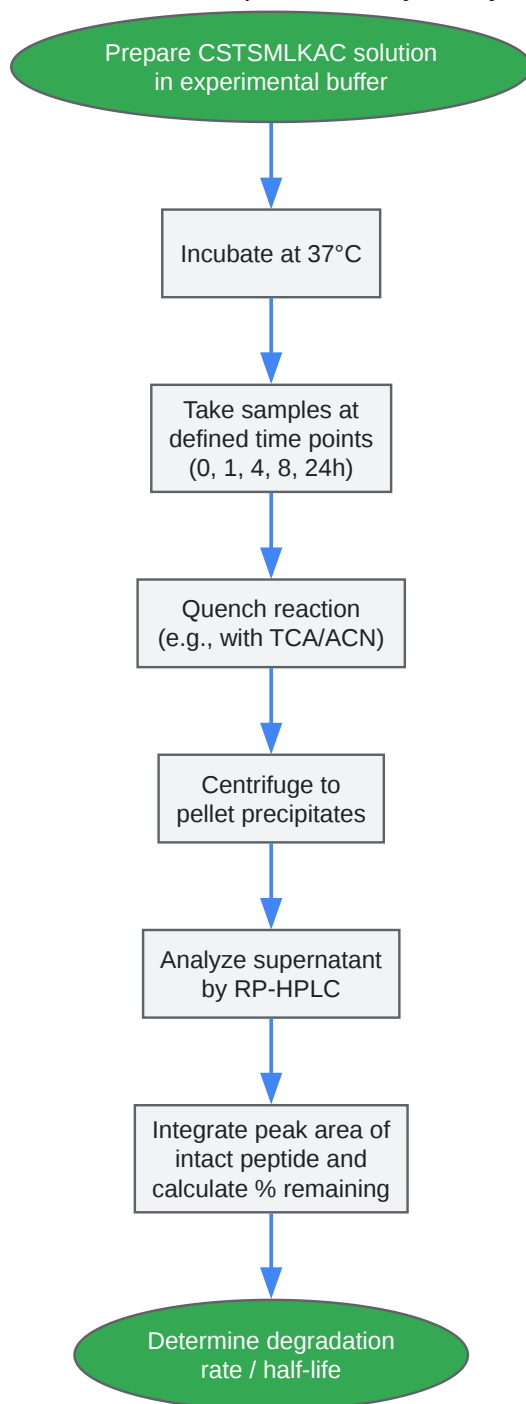 Prepare CSTSMLKAC solution
in experimental buffer
Incubate at 37°C
Take samples at
defined time points
(0, 1, 4, 8, 24h)
Quench reaction
(e.g., with TCA/ACN)
Centrifuge to
pellet precipitates
Analyze supernatant
by RP-HPLC
Integrate peak area of
intact peptide and
calculate % remaining
Determine degradation
rate / half-life